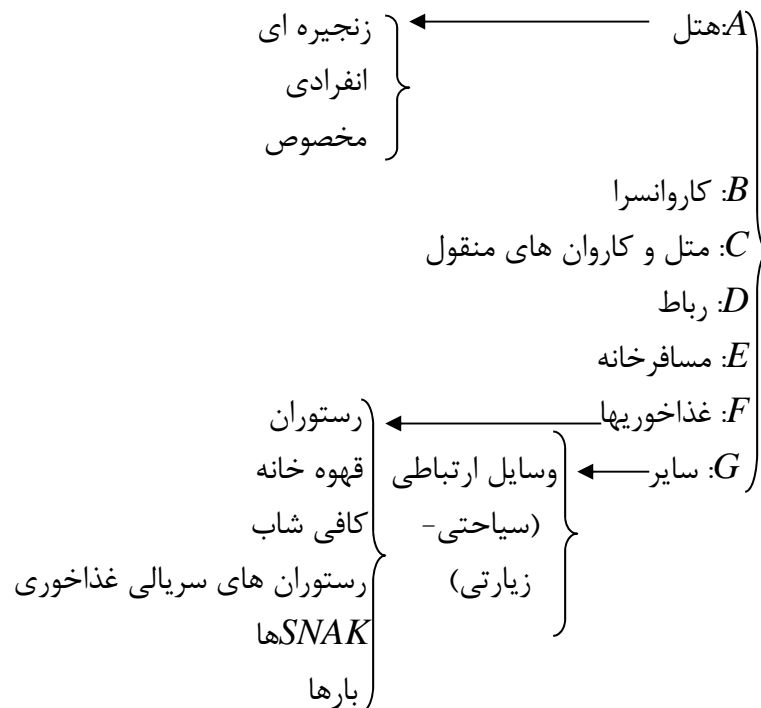 A:هتل
زنجیره ای
انفرادی
مخصوص
B: کاروانسرا
C: متل و کاروان های منقول
D: رباط
E: مسافرخانه
F: غذاخوریها
رستوران
قهوه خانه
کافی شاب
رستوران های سریالی غذاخوری
SNAKها
بارها
G: سایر
وسایل ارتباطی
(سیاحتی-
زیارتی)